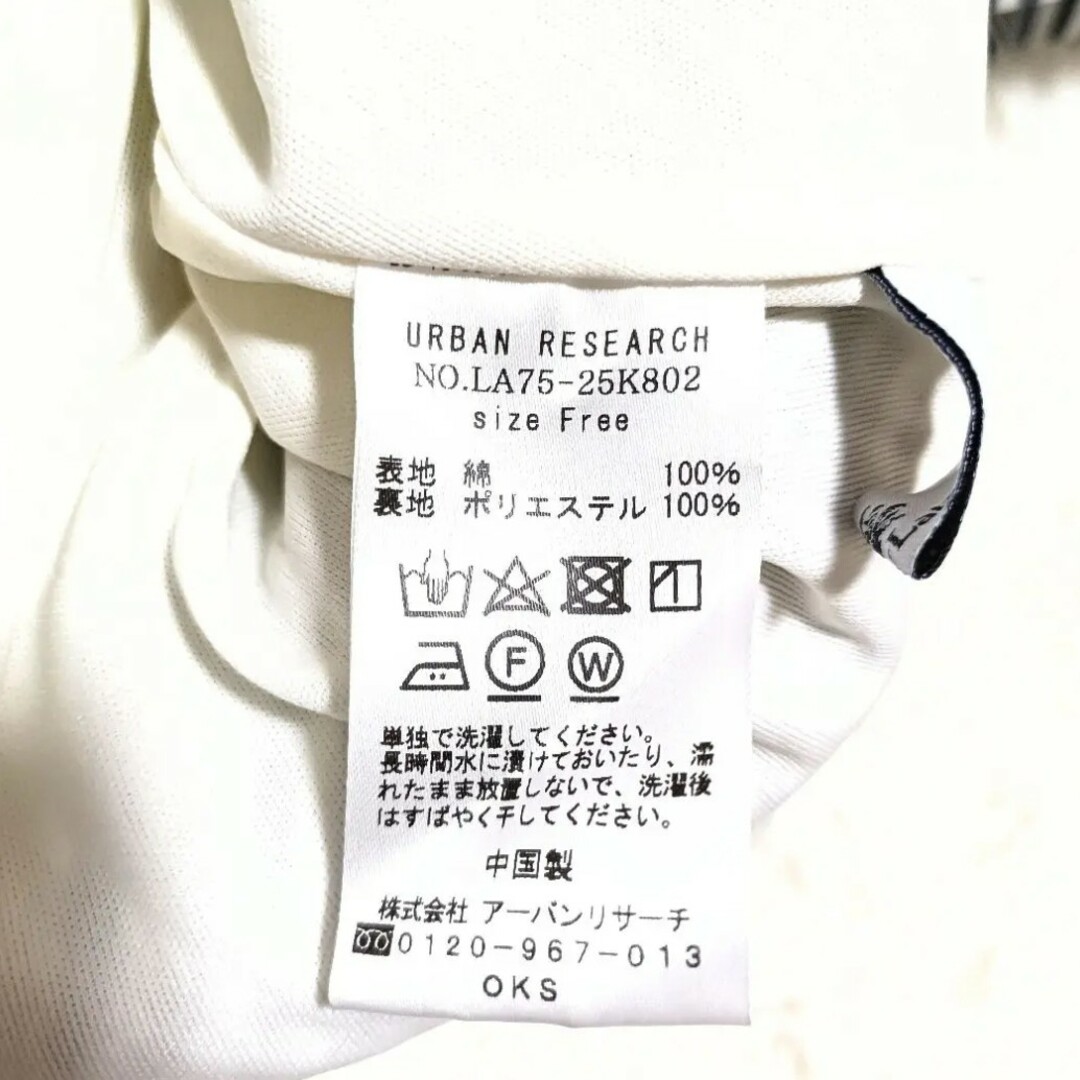 URBAN RESEARCH
NO.LA75-25K802
size Free
表地 綿 100%
裏地 ポリエステル 100%
F W
単独で洗濯してください。
長時間水に漬けておいたり、濡
れたまま放置しないで、洗濯後
はすばやく干してください。
中国製
株式会社 アーバンリサーチ
0120-967-013
OKS